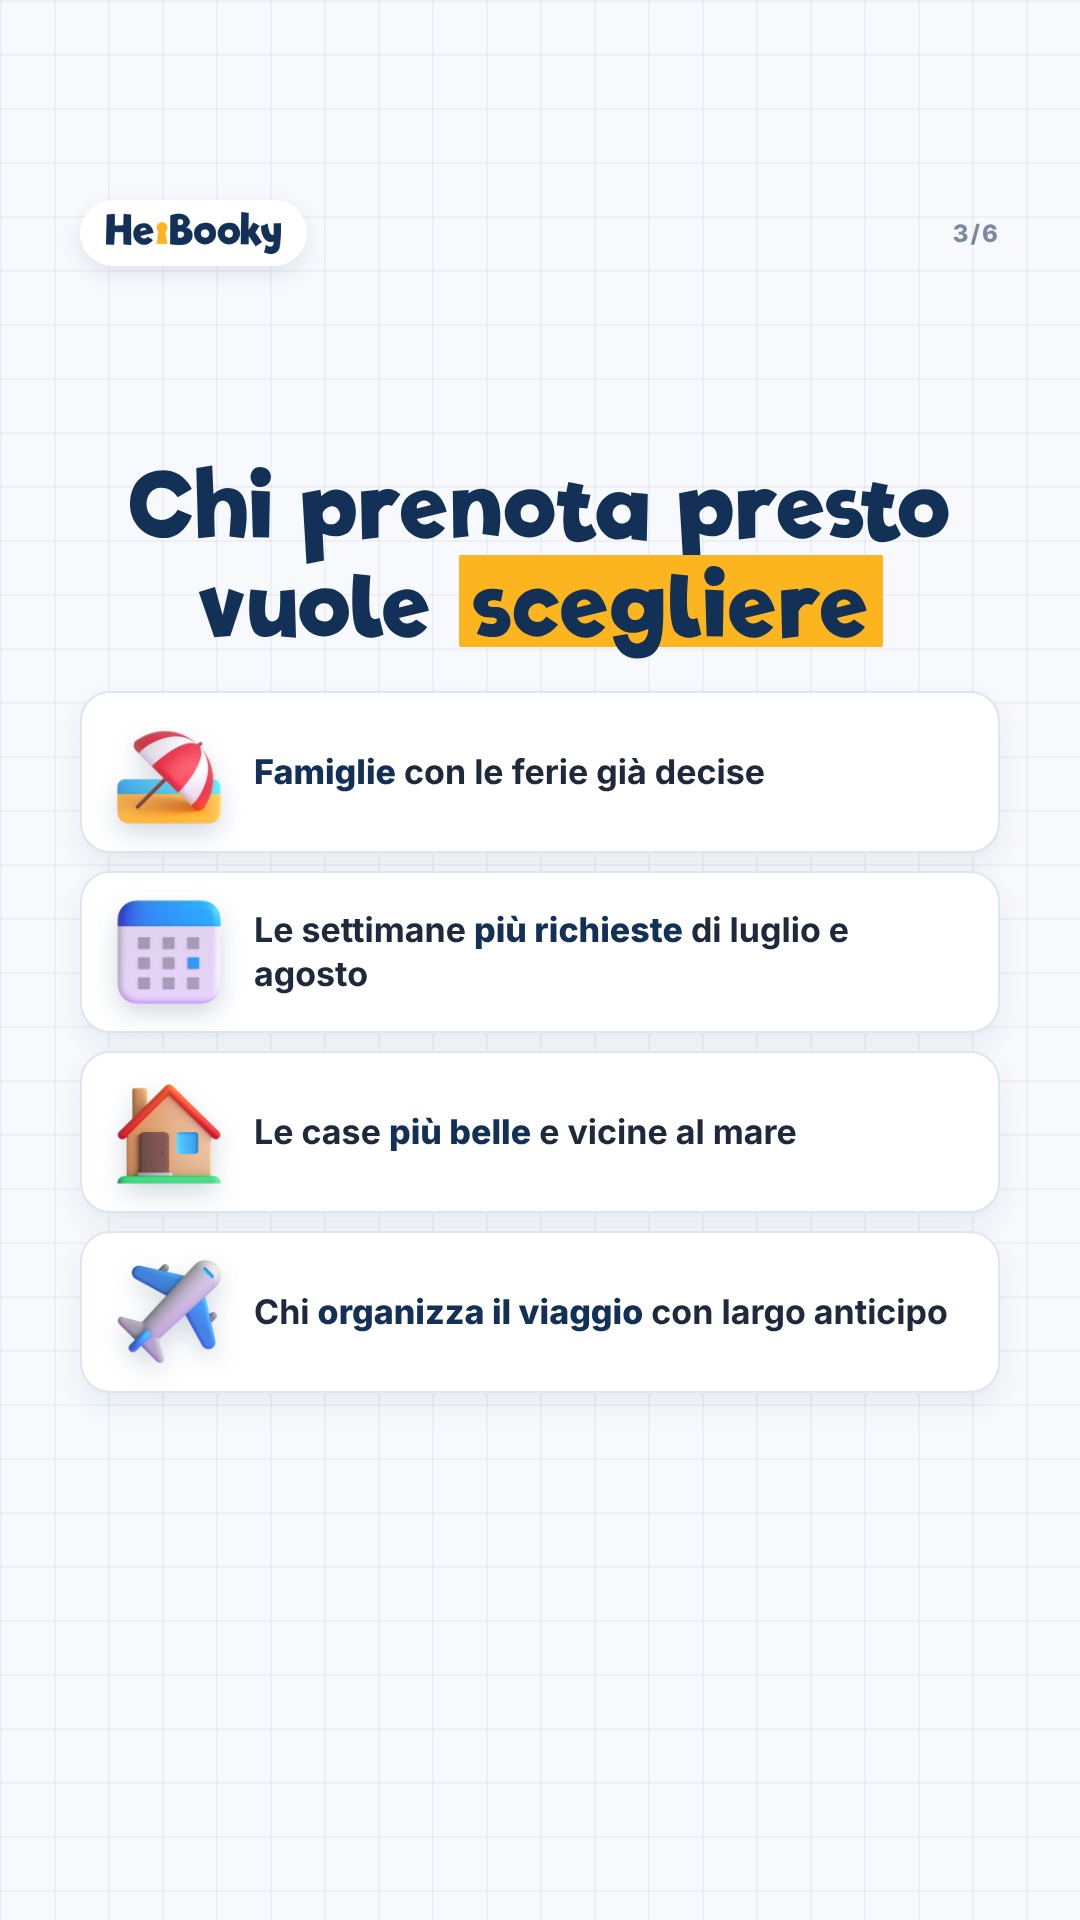 HeiBooky
3/6
Chi prenota presto
vuole scegliere
Famiglie con le ferie già decise
Le settimane più richieste di luglio e
agosto
Le case più belle e vicine al mare
Chi organizza il viaggio con largo anticipo